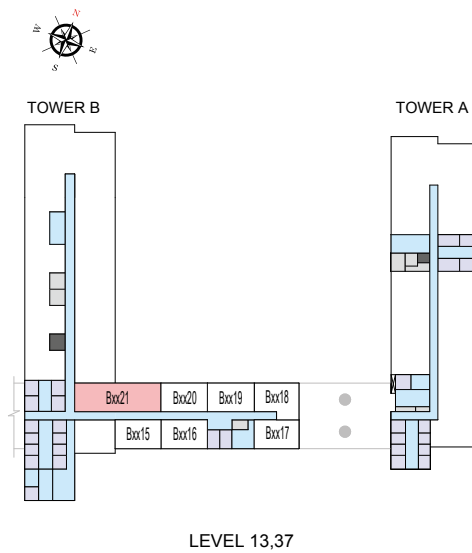 N
W
E
S
TOWER B
TOWER A
Bxx21
Bxx20
Bxx19
Bxx18
Bxx15
Bxx16
Bxx17
LEVEL 13,37